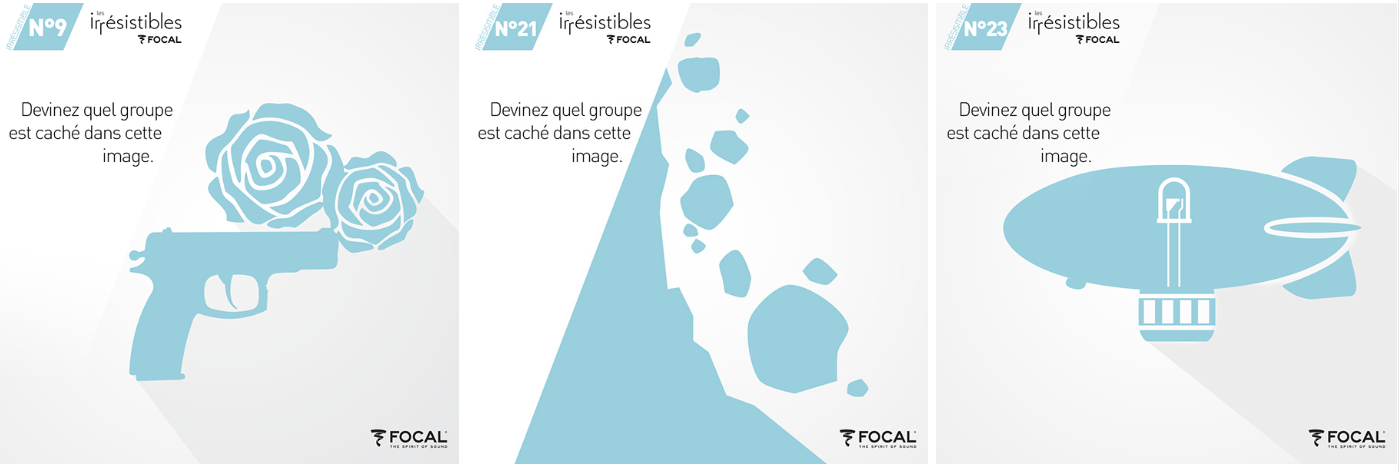 IRRÉSISTIBLE
N°9
les
irrésistibles
FOCAL
Devinez quel groupe
est caché dans cette
image.
FOCAL
THE SPIRIT OF SOUND
IRRÉSISTIBLE
N°21
les
irrésistibles
FOCAL
Devinez quel groupe
est caché dans cette
image.
FOCAL
THE SPIRIT OF SOUND
IRRÉSISTIBLE
N°23
les
irrésistibles
FOCAL
Devinez quel groupe
est caché dans cette
image.
FOCAL
THE SPIRIT OF SOUND